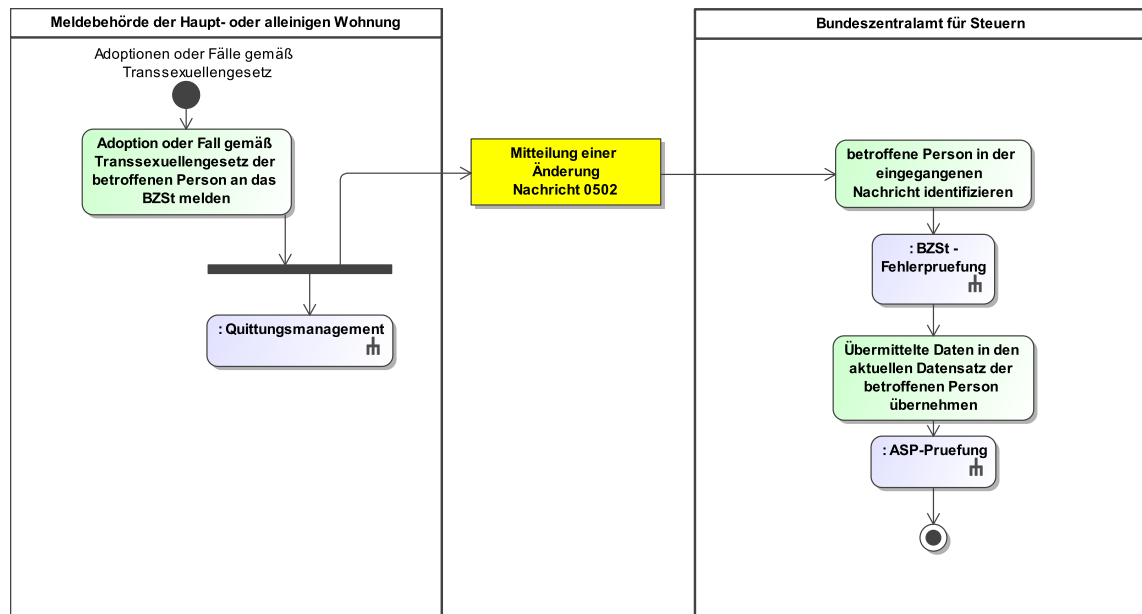 Meldebehörde der Haupt- oder alleinigen Wohnung
Adoptionen oder Fälle gemäß
Transsexuellengesetz
Adoption oder Fall gemäß
Transsexuellengesetz der
betroffenen Person an das
BZSt melden
: Quittungsmanagement
Mitteilung einer
Änderung
Nachricht 0502
Bundeszentralamt für Steuern
betroffene Person in der
eingegangenen
Nachricht identifizieren
: BZSt -
Fehlerpruefung
Übermittelte Daten in den
aktuellen Datensatz der
betroffenen Person
übernehmen
: ASP-Pruefung